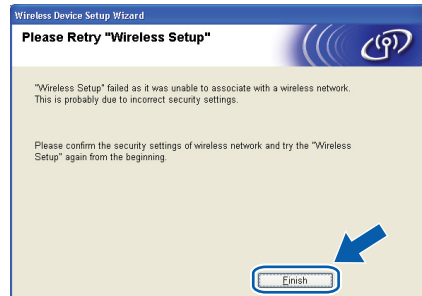 Wireless Device Setup Wizard
Please Retry "Wireless Setup"
"Wireless Setup" failed as it was unable to associate with a wireless network.
This is probably due to incorrect security settings.
Please confirm the security settings of wireless network and try the "Wireless
Setup" again from the beginning.
Finish